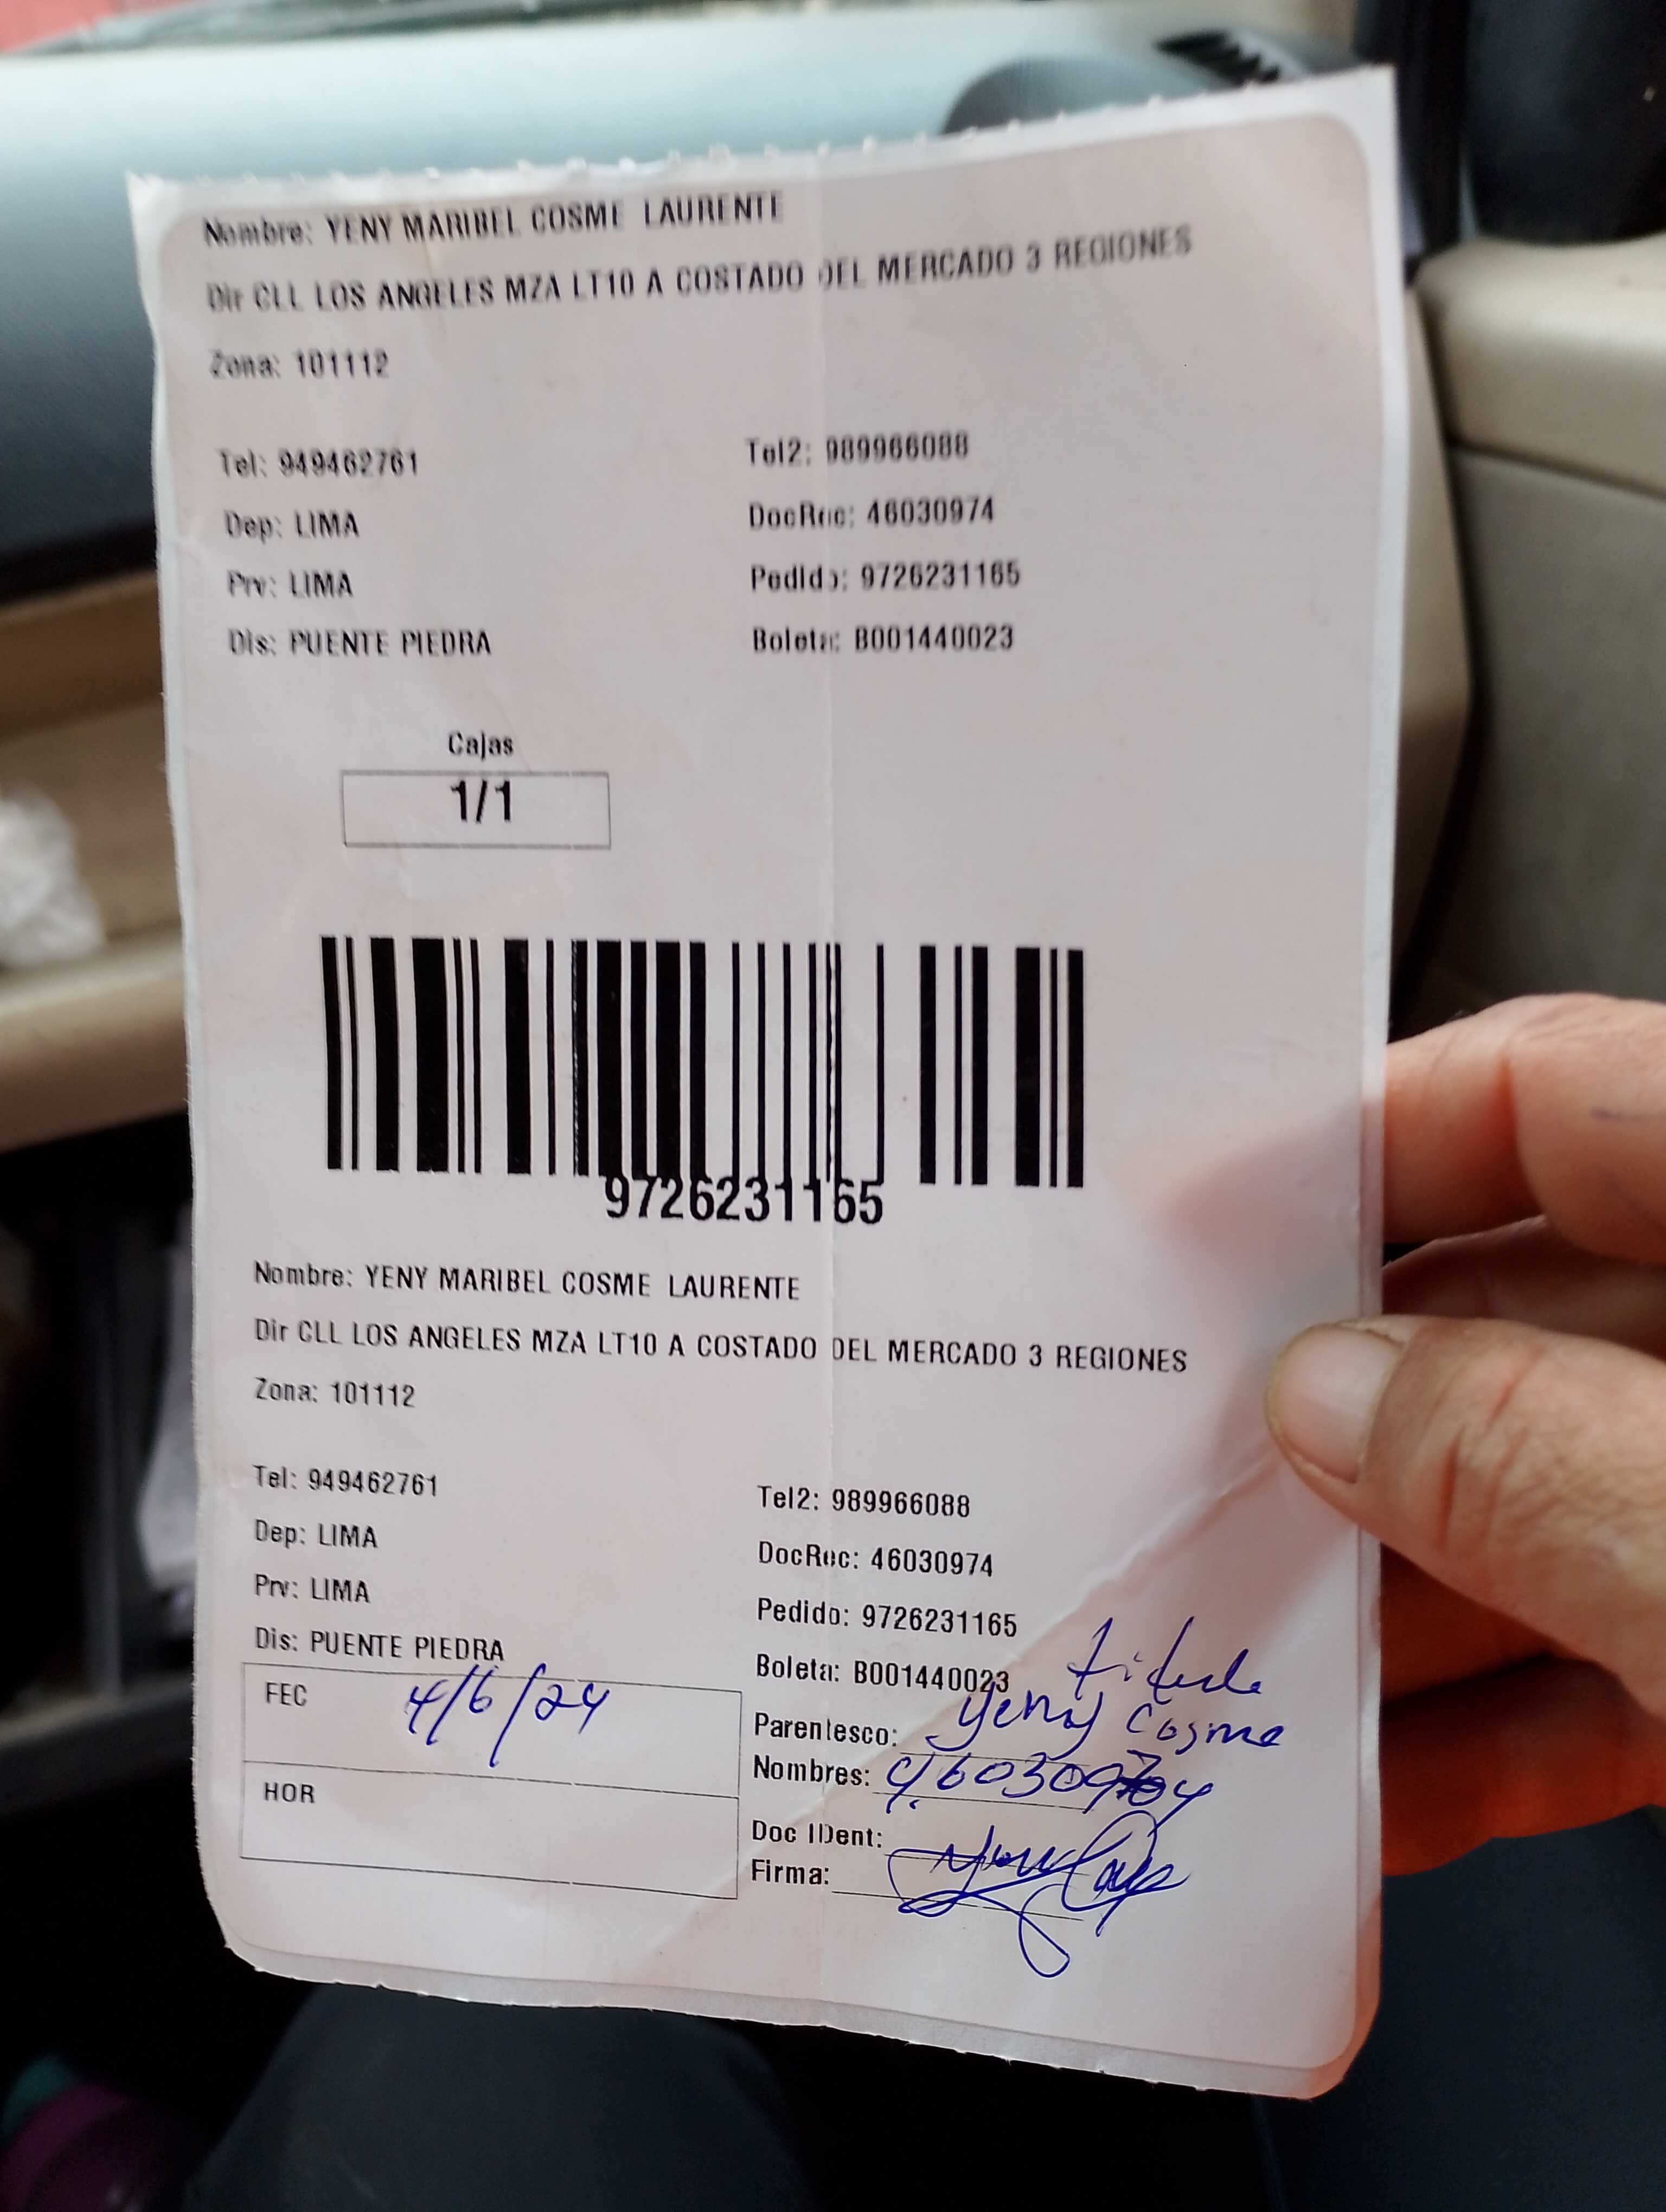 Nombre: YENY MARIBEL COSME LAURENTE
Dir CLL LOS ANGELES MZA LT10 A COSTADO DEL MERCADO 3 REGIONES
Zona: 101112
Tel: 949462761 Tel2: 989966088
Dep: LIMA DocRec: 46030974
Prv: LIMA Pedido: 9726231165
Dis: PUENTE PIEDRA Boleta: B001440023
Cajas
1/1
9726231165
Nombre: YENY MARIBEL COSME LAURENTE
Dir CLL LOS ANGELES MZA LT10 A COSTADO DEL MERCADO 3 REGIONES
Zona: 101112
Tel: 949462761 Tel2: 989966088
Dep: LIMA DocRec: 46030974
Prv: LIMA Pedido: 9726231165
Dis: PUENTE PIEDRA Boleta: B001440023
FEC 4/6/24
Parentesco: Yeny Cosme
Nombres:
HOR
Doc IDent:
Firma: